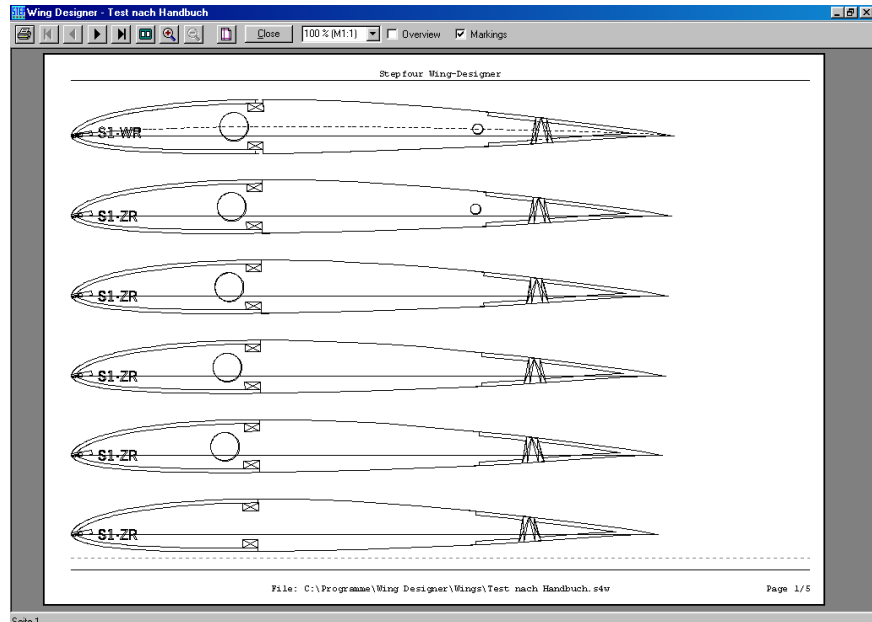 Wing Designer - Test nach Handbuch
Close
100 % (M1:1)
Overview
Markings
Stepfour Wing-Designer
S1-WR
S1-ZR
S1-ZR
S1-ZR
S1-ZR
S1-ZR
File: C:\Programme\Wing Designer\Wings\Test nach Handbuch.s4w
Page 1/5
Seite 1